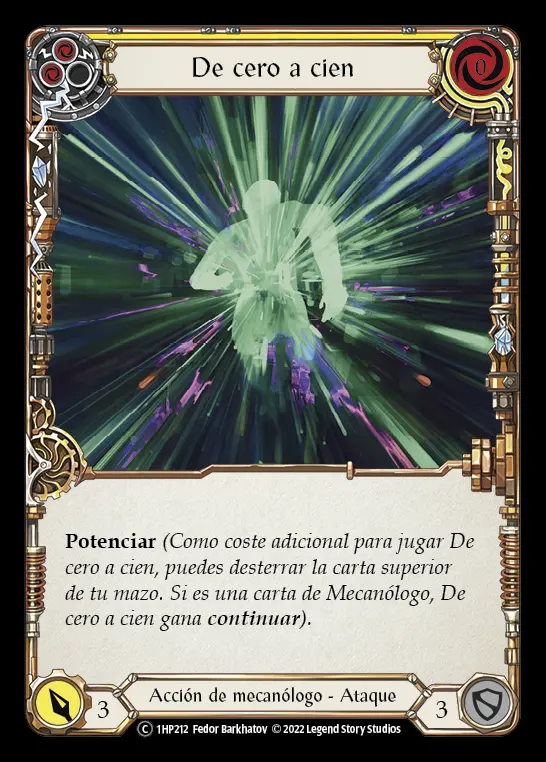 De cero a cien
0
Potenciar (Como coste adicional para jugar De
cero a cien, puedes desterrar la carta superior
de tu mazo. Si es una carta de Mecanólogo, De
cero a cien gana continuar).
3
Acción de mecanólogo - Ataque
3
C 1HP212 Fedor Barkhatov © 2022 Legend Story Studios